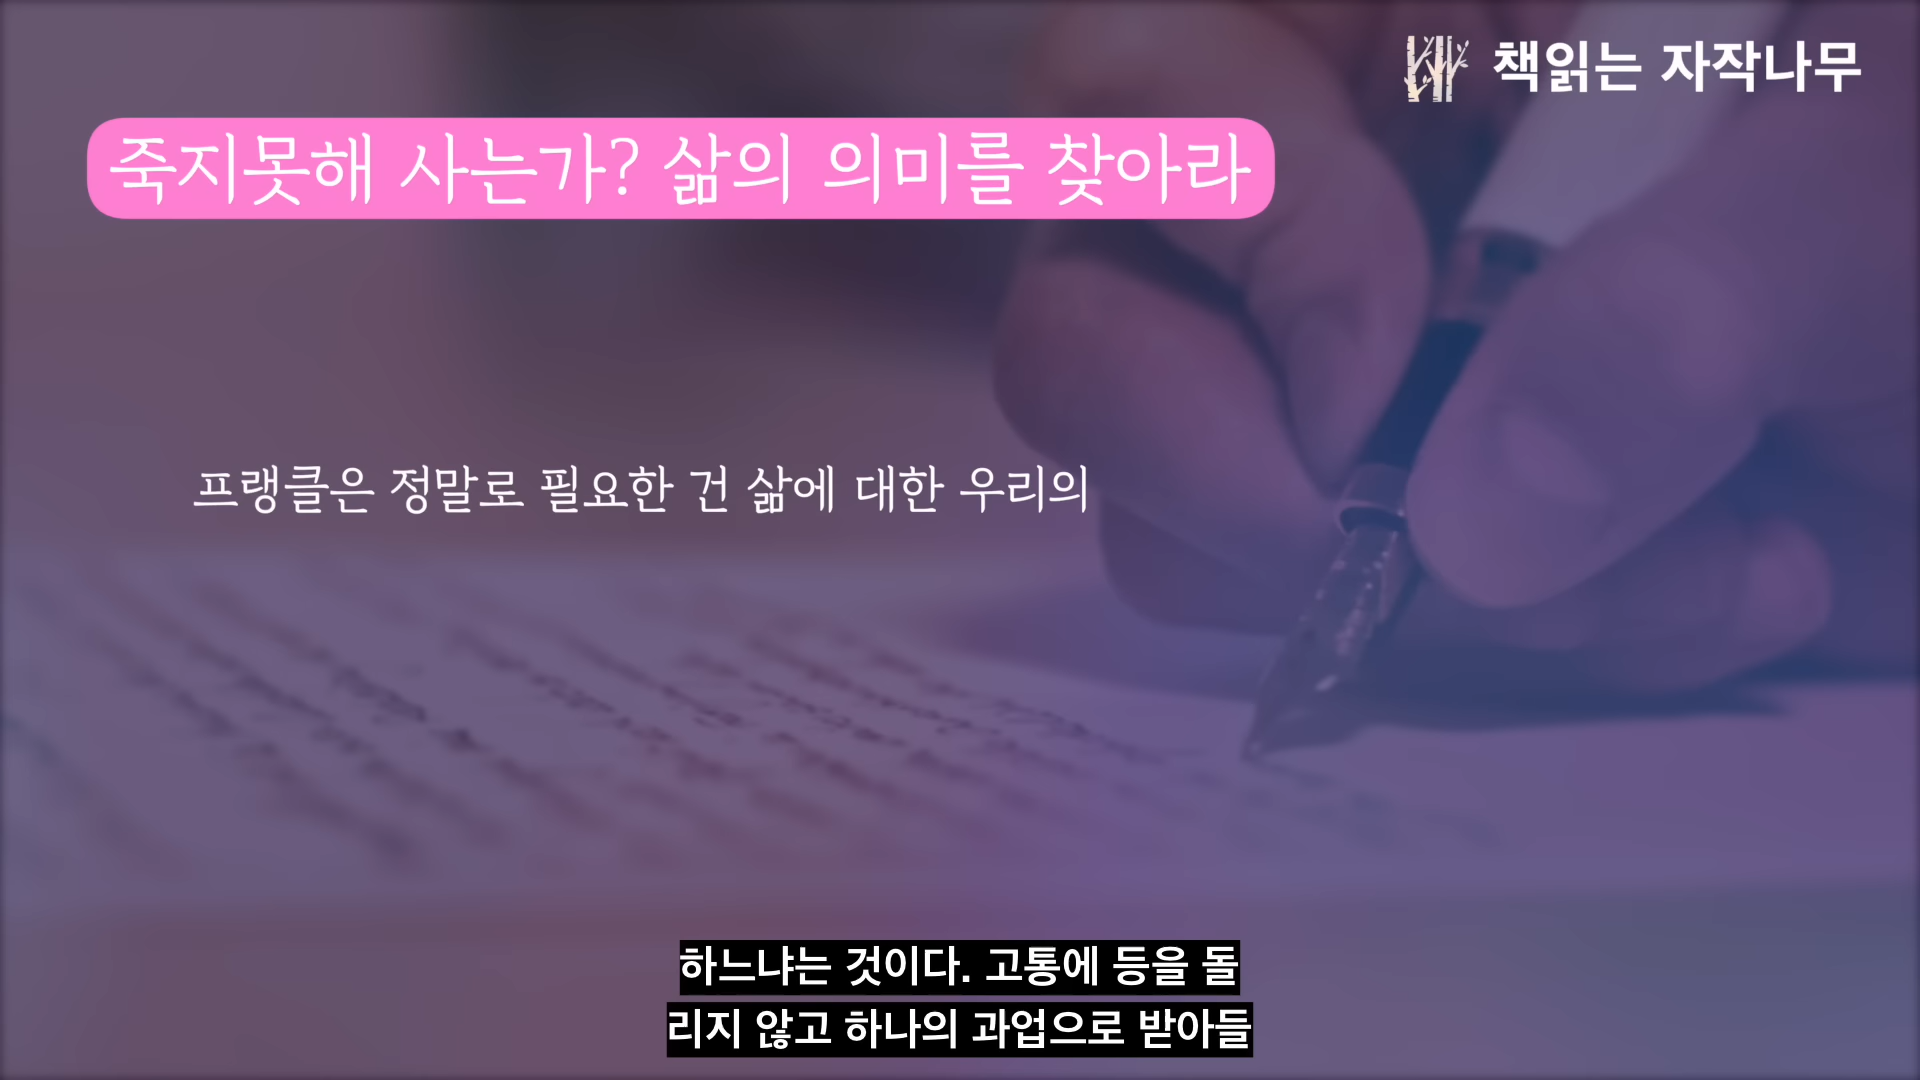 책읽는 자작나무
죽지못해 사는가? 삶의 의미를 찾아라
프랭클은 정말로 필요한 건 삶에 대한 우리의
하느냐는 것이다. 고통에 등을 돌
리지 않고 하나의 과업으로 받아들